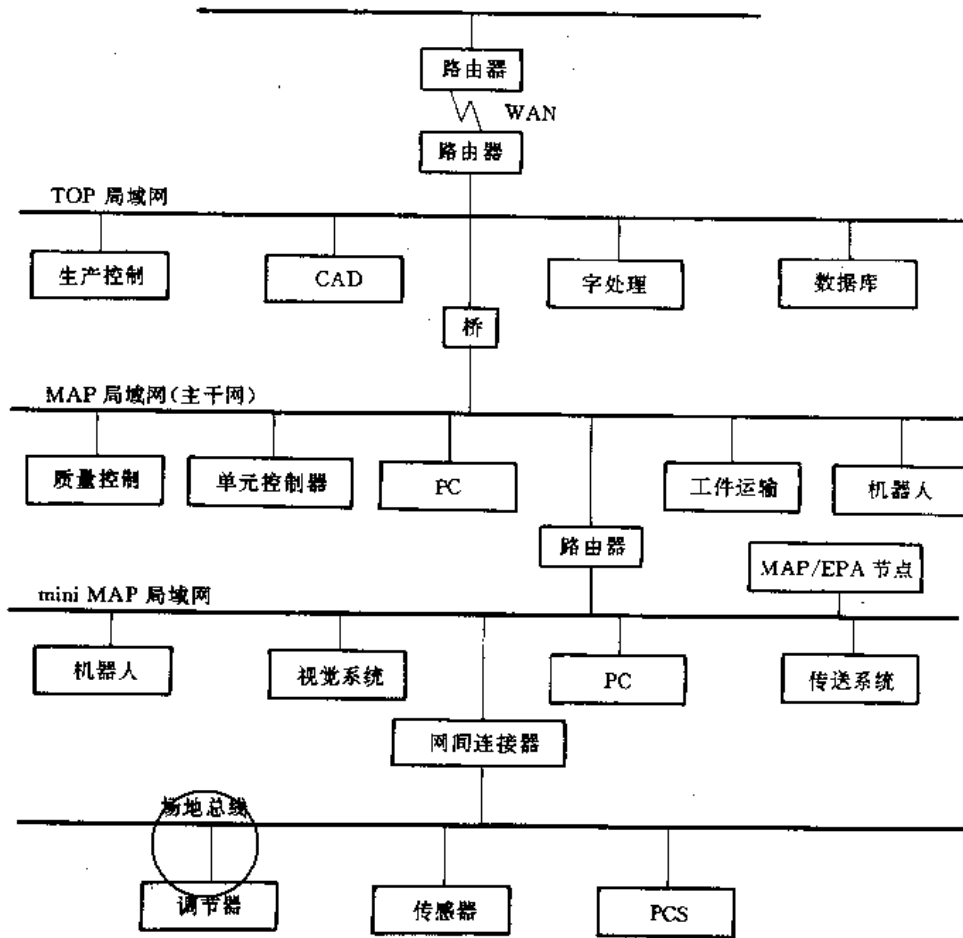 路由器
WAN
路由器
TOP 局域网
生产控制
CAD
字处理
数据库
桥
MAP 局域网(主干网)
质量控制
单元控制器
PC
工件运输
机器人
路由器
MAP/EPA 节点
mini MAP 局域网
机器人
视觉系统
PC
传送系统
网间连接器
场地总线
调节器
传感器
PCS